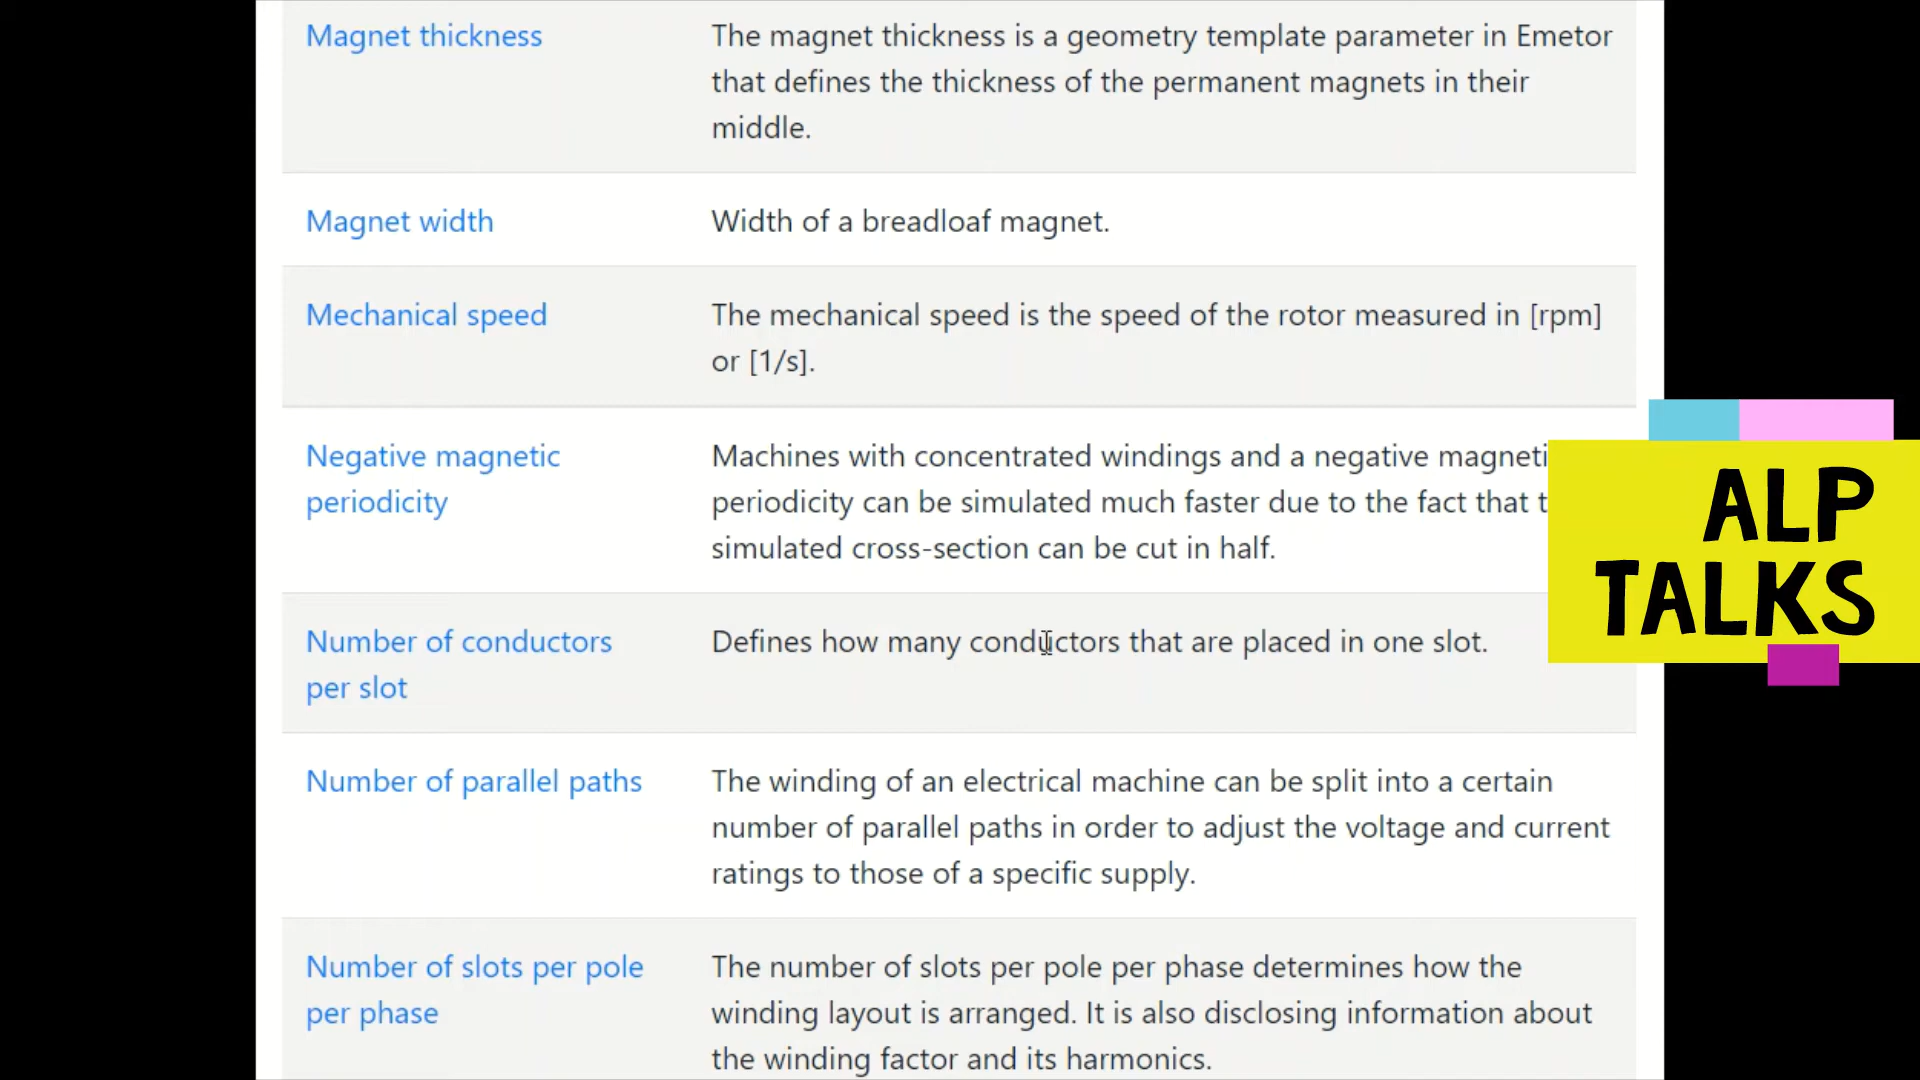 Magnet thickness
The magnet thickness is a geometry template parameter in Emetor
that defines the thickness of the permanent magnets in their
middle.
Magnet width
Width of a breadloaf magnet.
Mechanical speed
The mechanical speed is the speed of the rotor measured in [rpm]
or [1/s].
Negative magnetic
periodicity
Machines with concentrated windings and a negative
periodicity can be simulated much faster due to the fact that
simulated cross-section can be cut in half.
Number of conductors
per slot
Defines how many conductors that are placed in one slot.
Number of parallel paths
The winding of an electrical machine can be split into a certain
number of parallel paths in order to adjust the voltage and current
ratings to those of a specific supply.
Number of slots per pole
per phase
The number of slots per pole per phase determines how the
winding layout is arranged. It is also disclosing information about
the winding factor and its harmonics.
ALP
TALKS